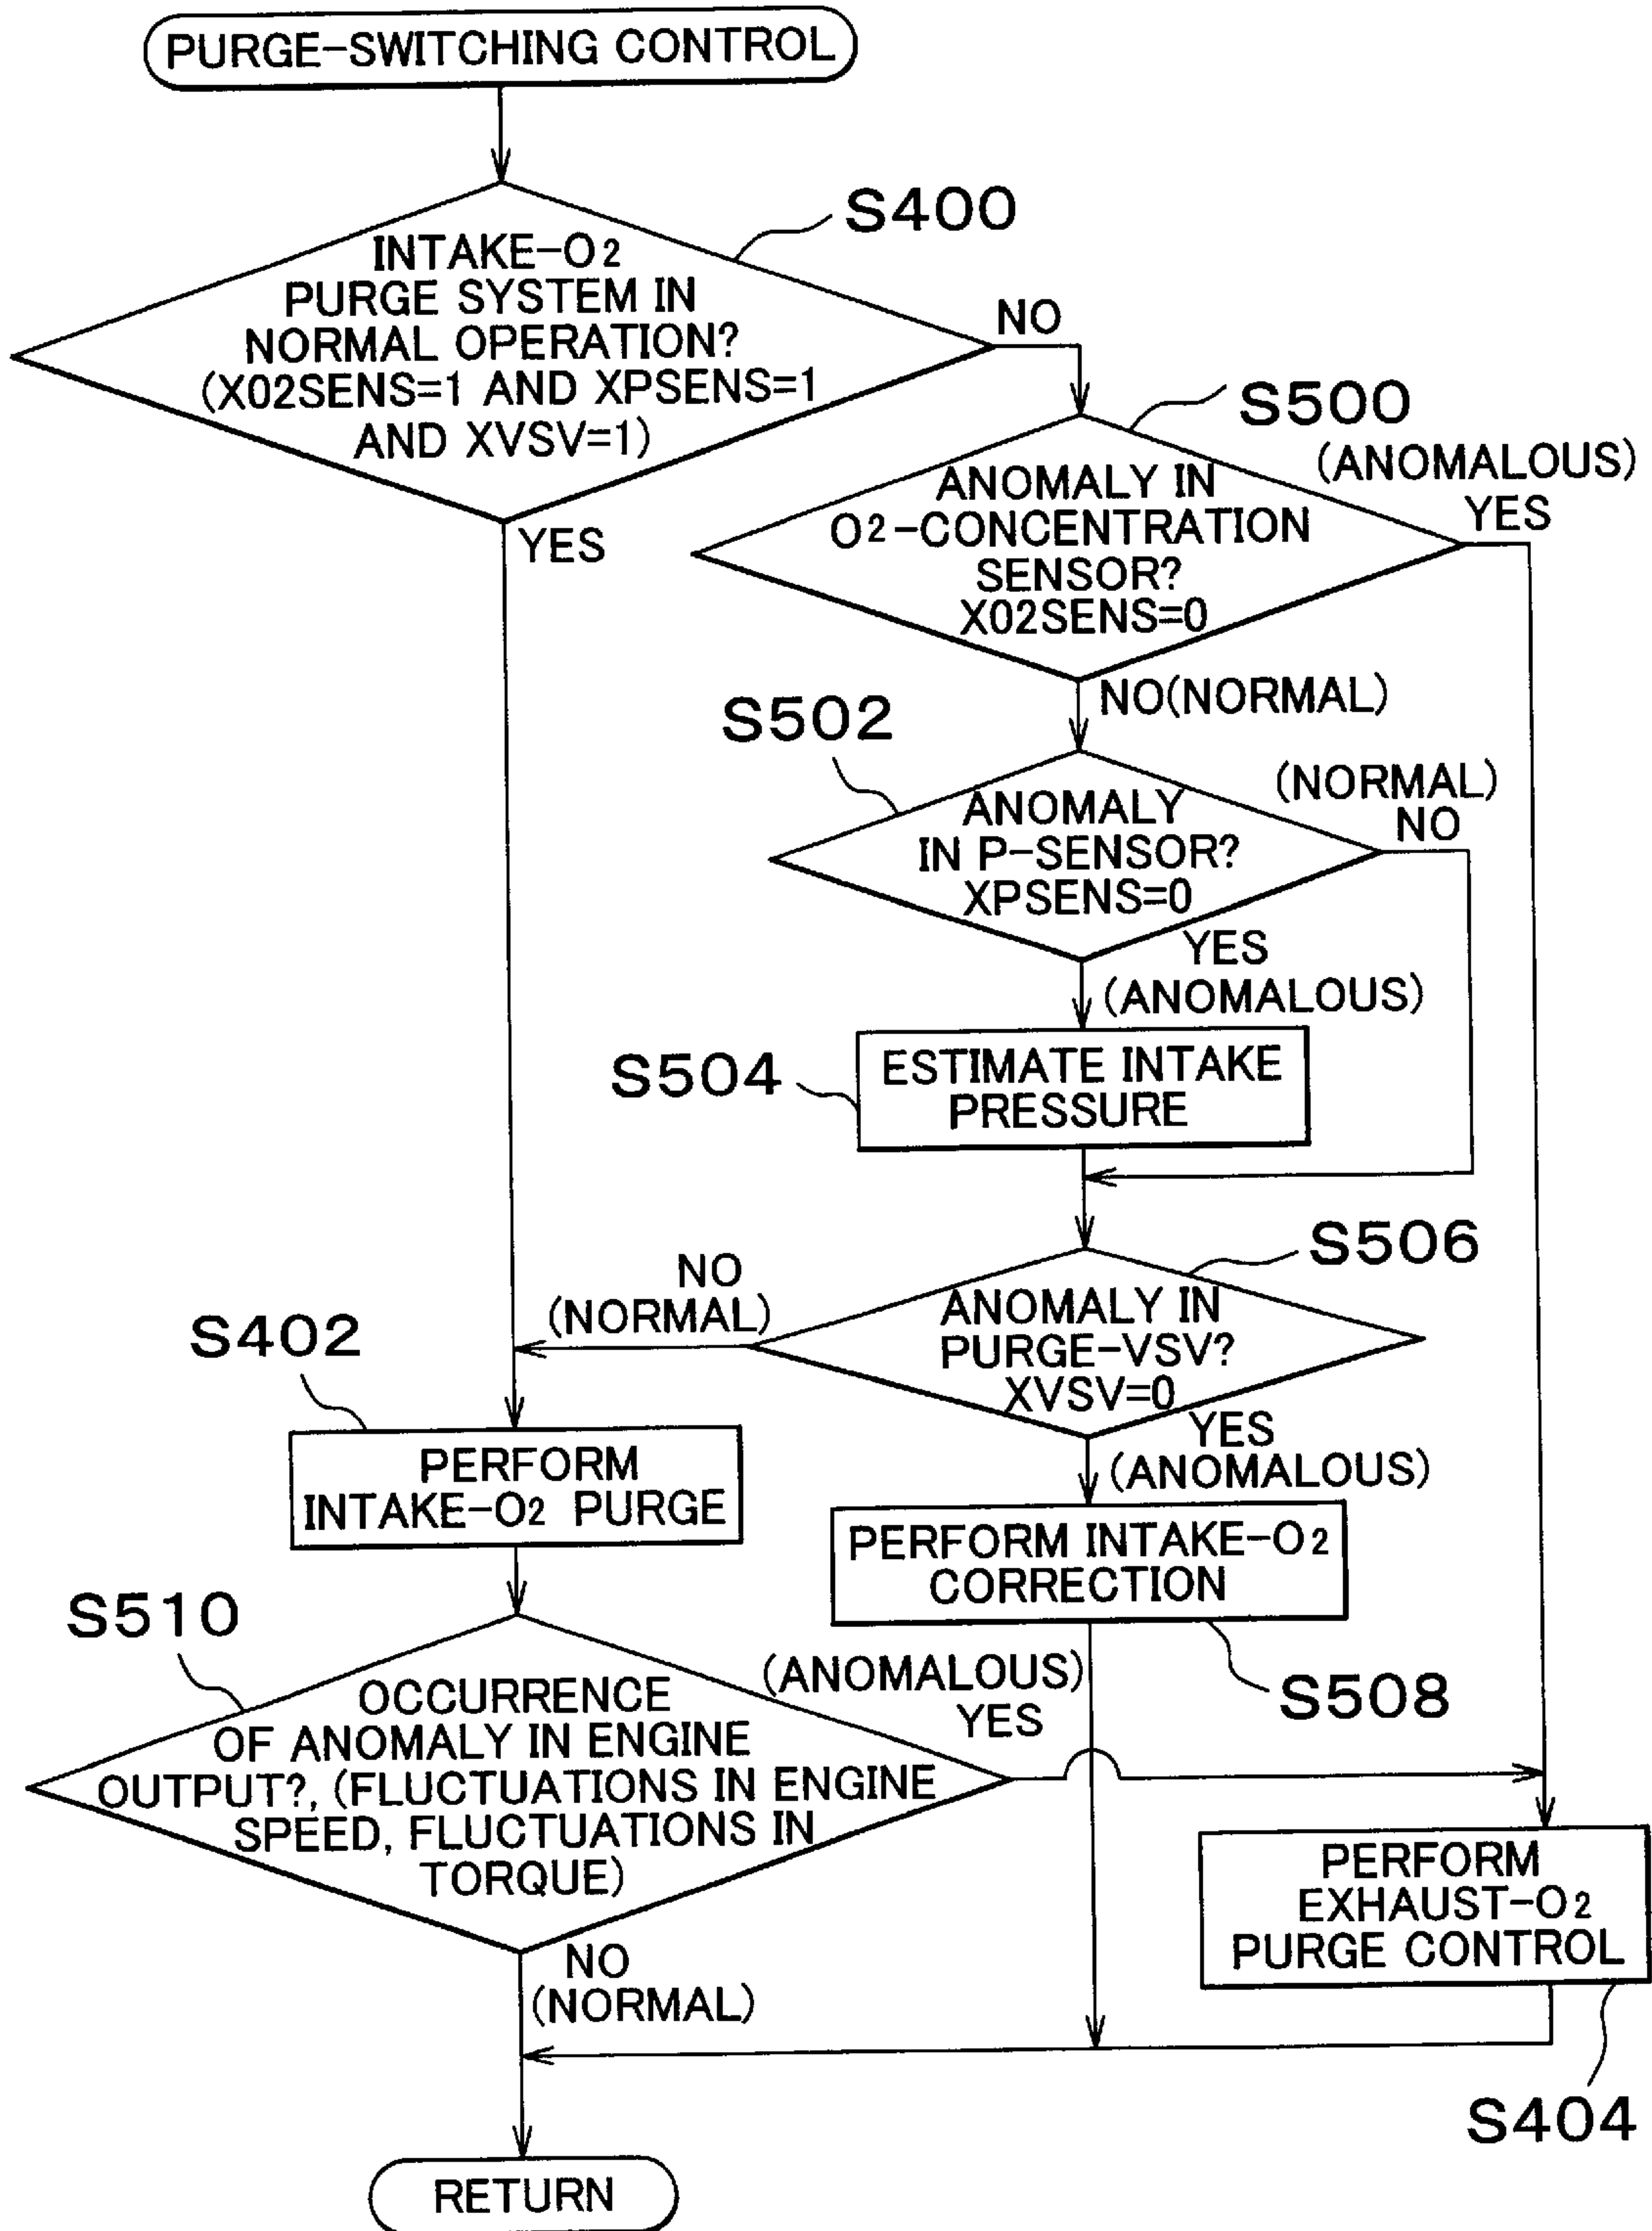 PURGE-SWITCHING CONTROL
S400
INTAKE-O2
PURGE SYSTEM IN
NORMAL OPERATION?
(X02SENS=1 AND XPSENS=1
AND XVSV=1)
NO
YES
S500
(ANOMALOUS)
YES
ANOMALY IN
O2-CONCENTRATION
SENSOR?
X02SENS=0
NO(NORMAL)
S502
(NORMAL)
NO
ANOMALY
IN P-SENSOR?
XPSENS=0
YES
(ANOMALOUS)
S504
ESTIMATE INTAKE
PRESSURE
S506
NO
(NORMAL)
ANOMALY IN
PURGE-VSV?
XVSV=0
YES
(ANOMALOUS)
S402
PERFORM
INTAKE-O2 PURGE
PERFORM INTAKE-O2
CORRECTION
S508
S510
(ANOMALOUS)
YES
OCCURRENCE
OF ANOMALY IN ENGINE
OUTPUT?, (FLUCTUATIONS IN ENGINE
SPEED, FLUCTUATIONS IN
TORQUE)
NO
(NORMAL)
PERFORM
EXHAUST-O2
PURGE CONTROL
S404
RETURN